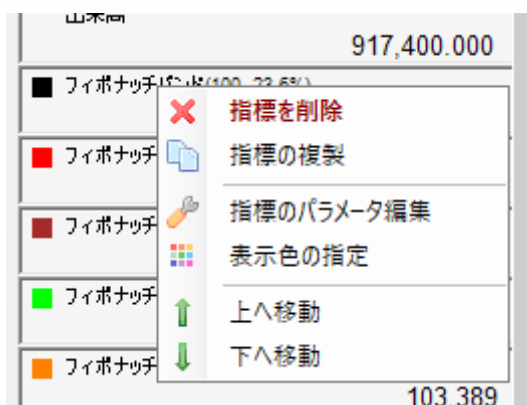 出来高
917,400.000
フィボナッチバンド(100, 23.6%)
指標を削除
フィボナッチ
指標の複製
フィボナッチ
指標のパラメータ編集
表示色の指定
フィボナッチ
上へ移動
フィボナッチ
下へ移動
103.389